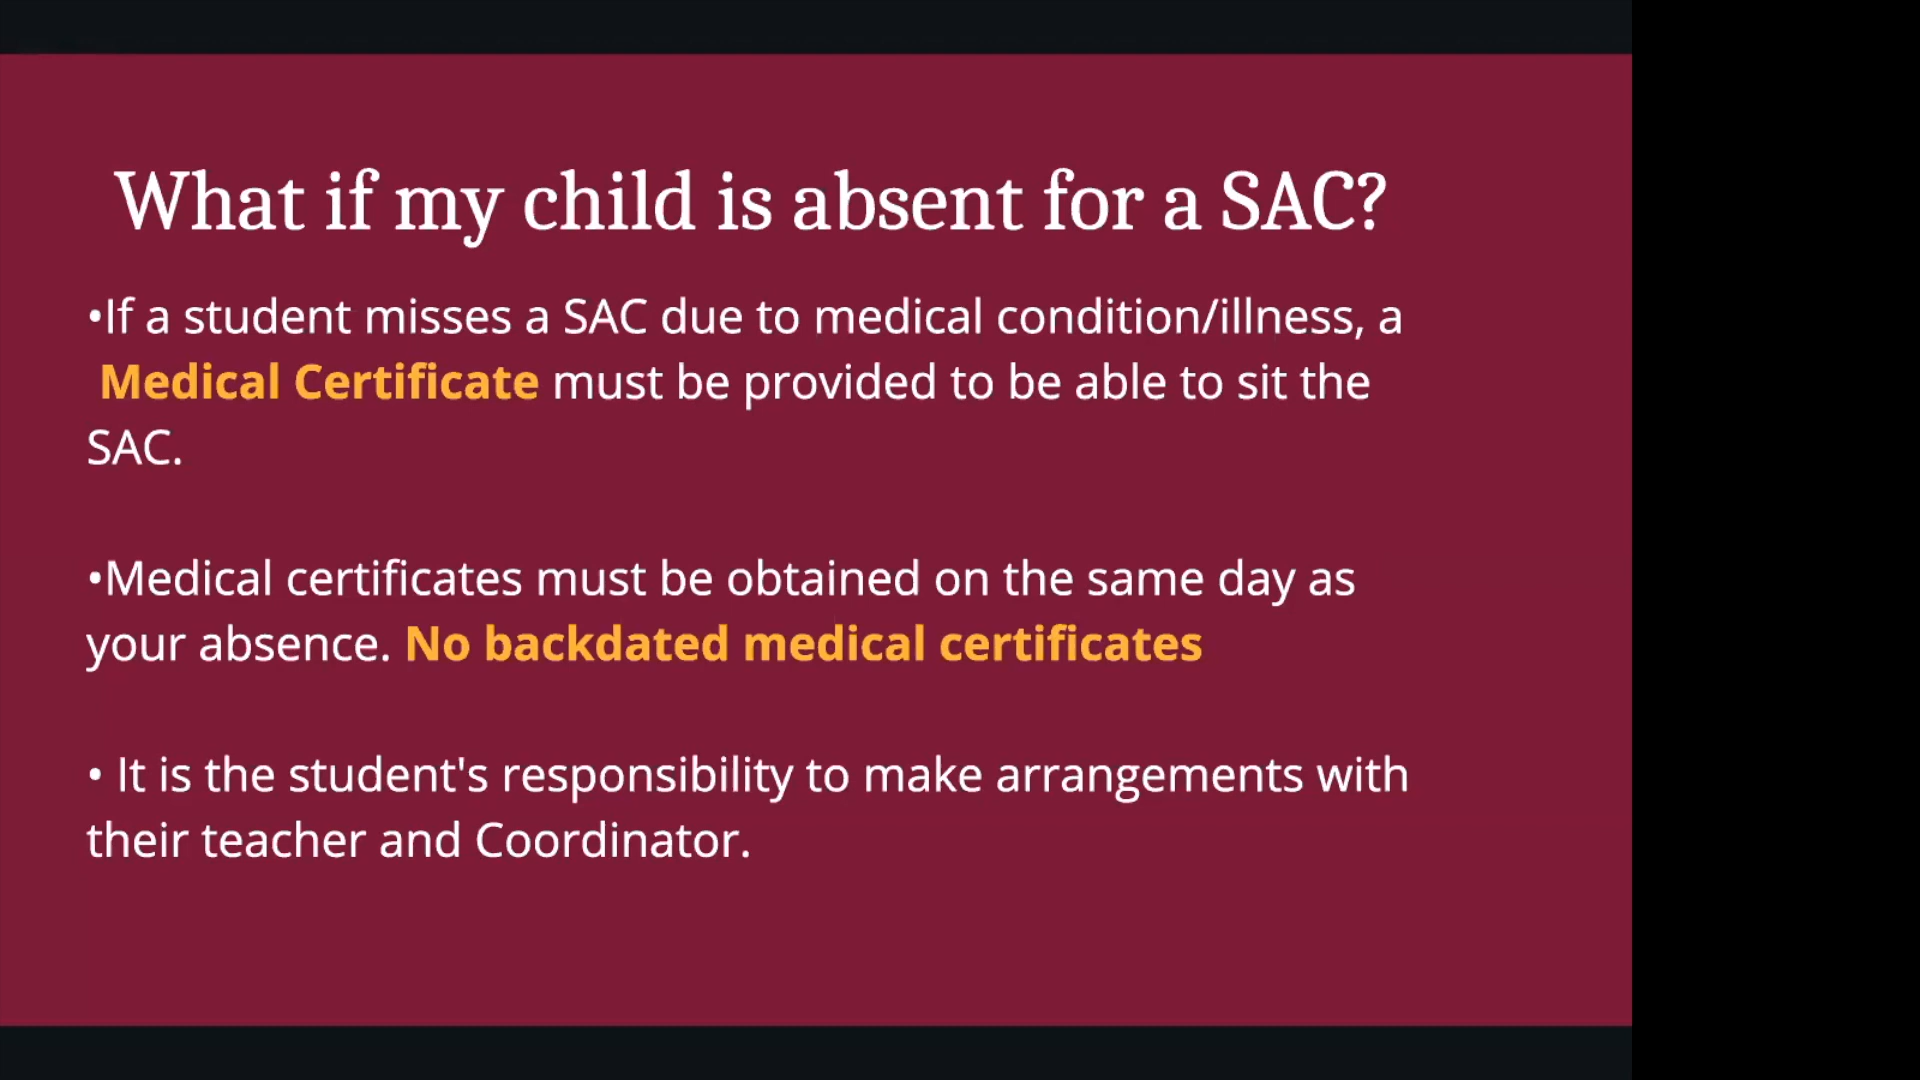 What if my child is absent for a SAC?
•If a student misses a SAC due to medical condition/illness, a
Medical Certificate must be provided to be able to sit the
SAC.
•Medical certificates must be obtained on the same day as
your absence. No backdated medical certificates
• It is the student's responsibility to make arrangements with
their teacher and Coordinator.